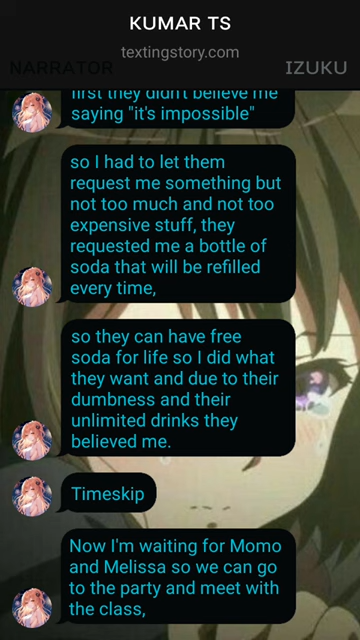 KUMAR TS
textingstory.com
NARRATOR
IZUKU
first they didn't believe me
saying "it's impossible"
so I had to let them
request me something but
not too much and not too
expensive stuff, they
requested me a bottle of
soda that will be refilled
every time,
so they can have free
soda for life so I did what
they want and due to their
dumbness and their
unlimited drinks they
believed me.
Timeskip
Now I'm waiting for Momo
and Melissa so we can go
to the party and meet with
the class,